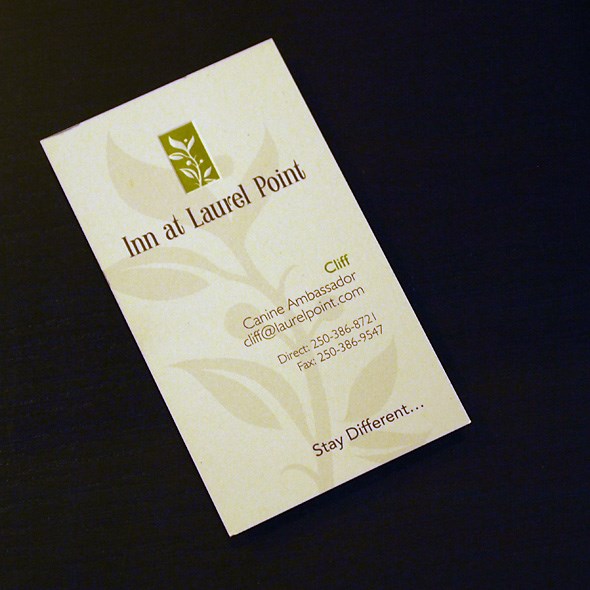 Inn at Laurel Point
Cliff
Canine Ambassador
cliff@laurelpoint.com
Direct: 250-386-8721
Fax: 250-386-9547
Stay Different...